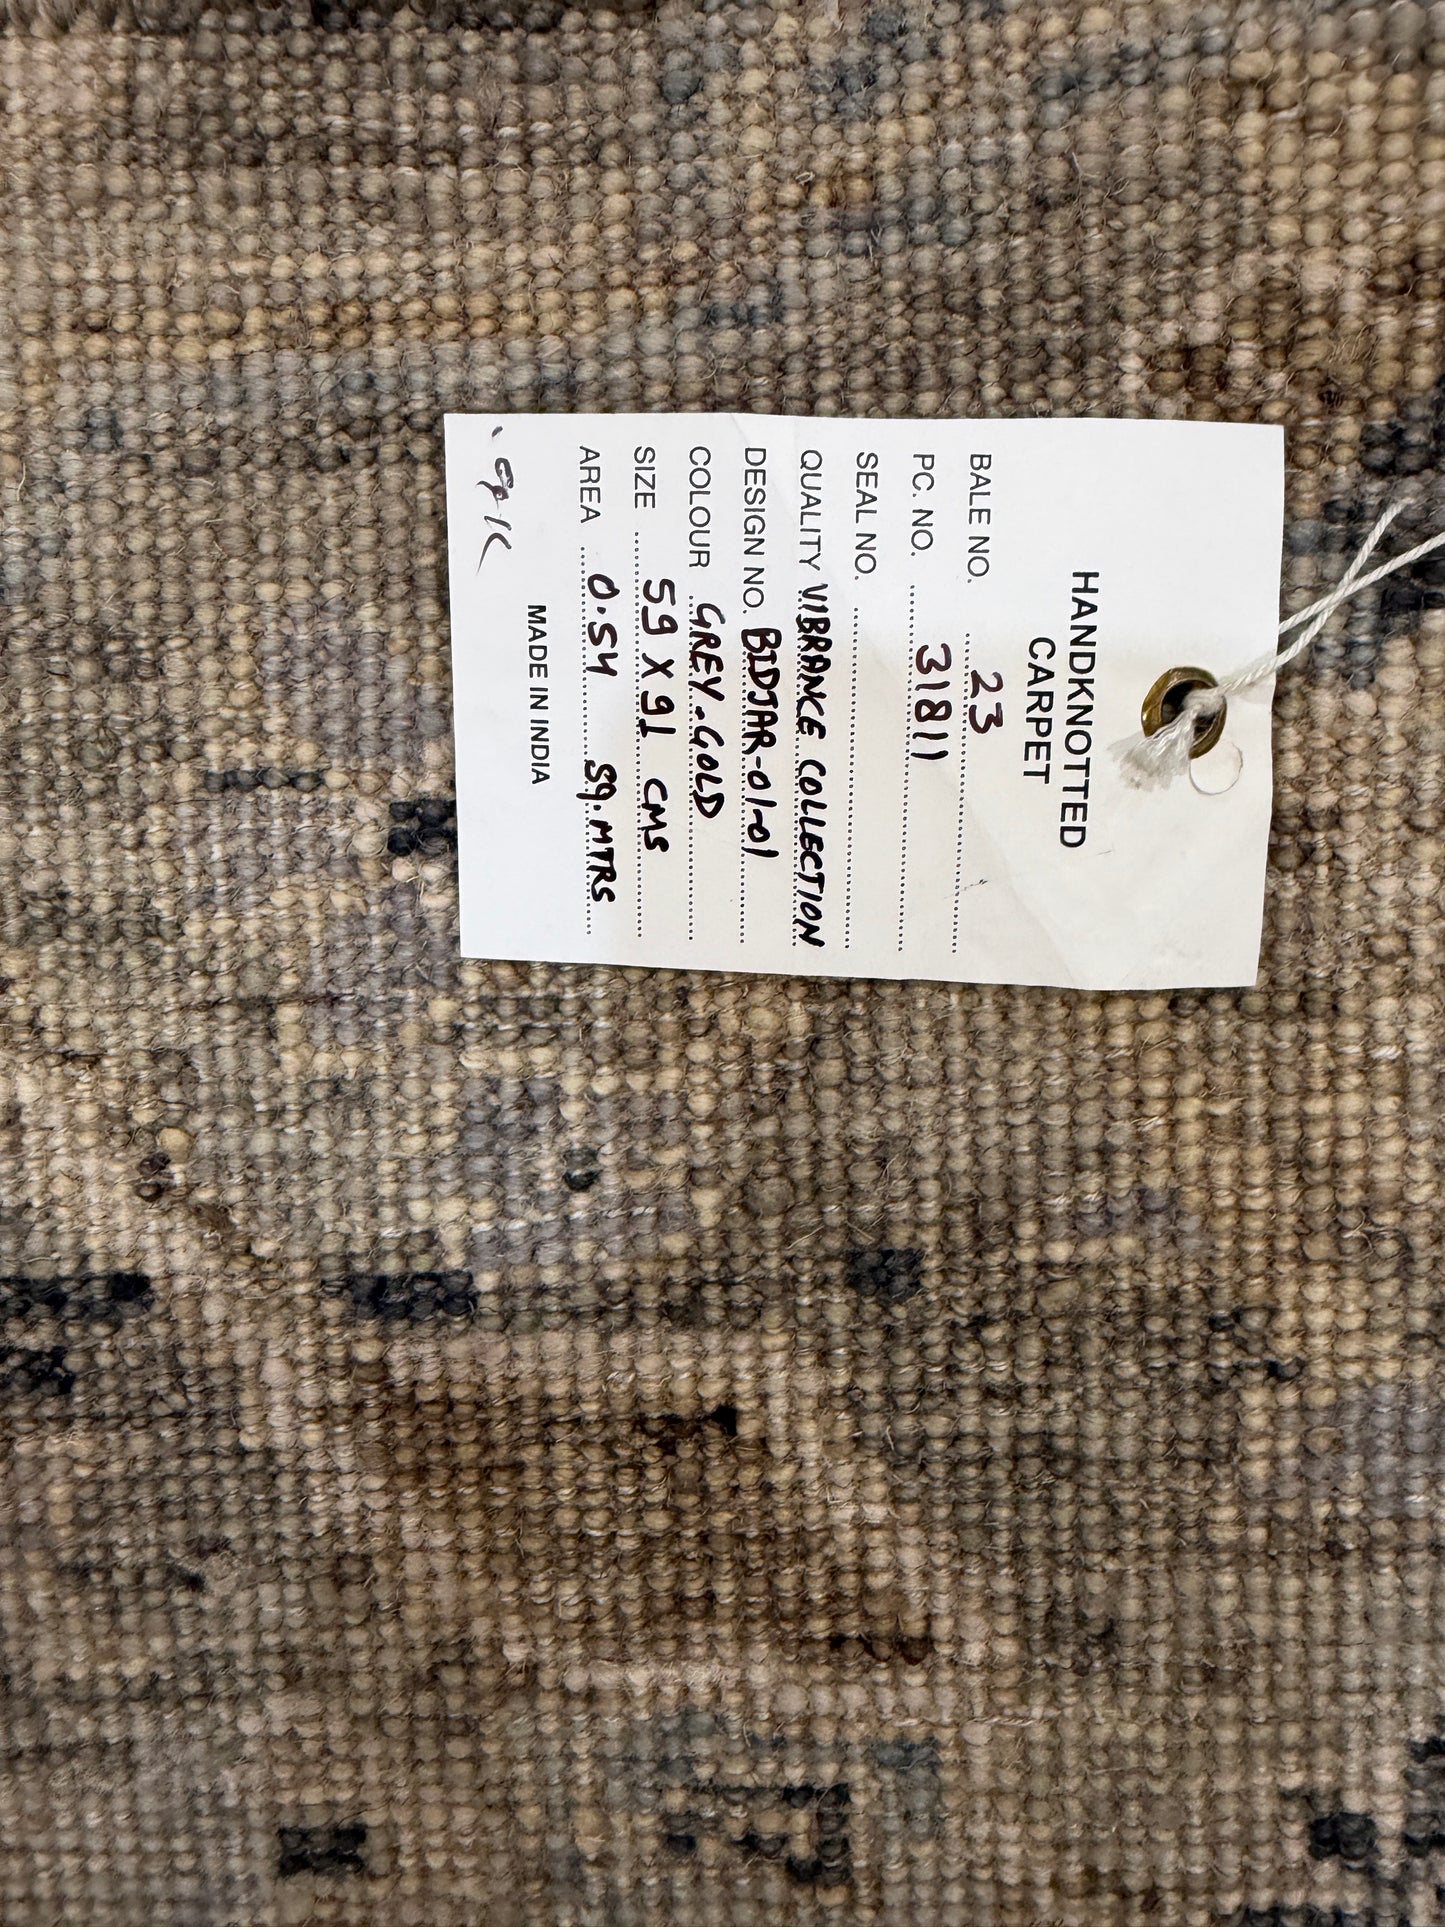 HANDKNOTTED
CARPET
BALE NO. 23
PC. NO. 31811
SEAL NO.
QUALITY VIBRANCE COLLECTION
DESIGN NO. BIDJAR-01-01
COLOUR GREY-GOLD
SIZE 59 X 91 CMS
AREA 0.54 Sq. MTRS
MADE IN INDIA